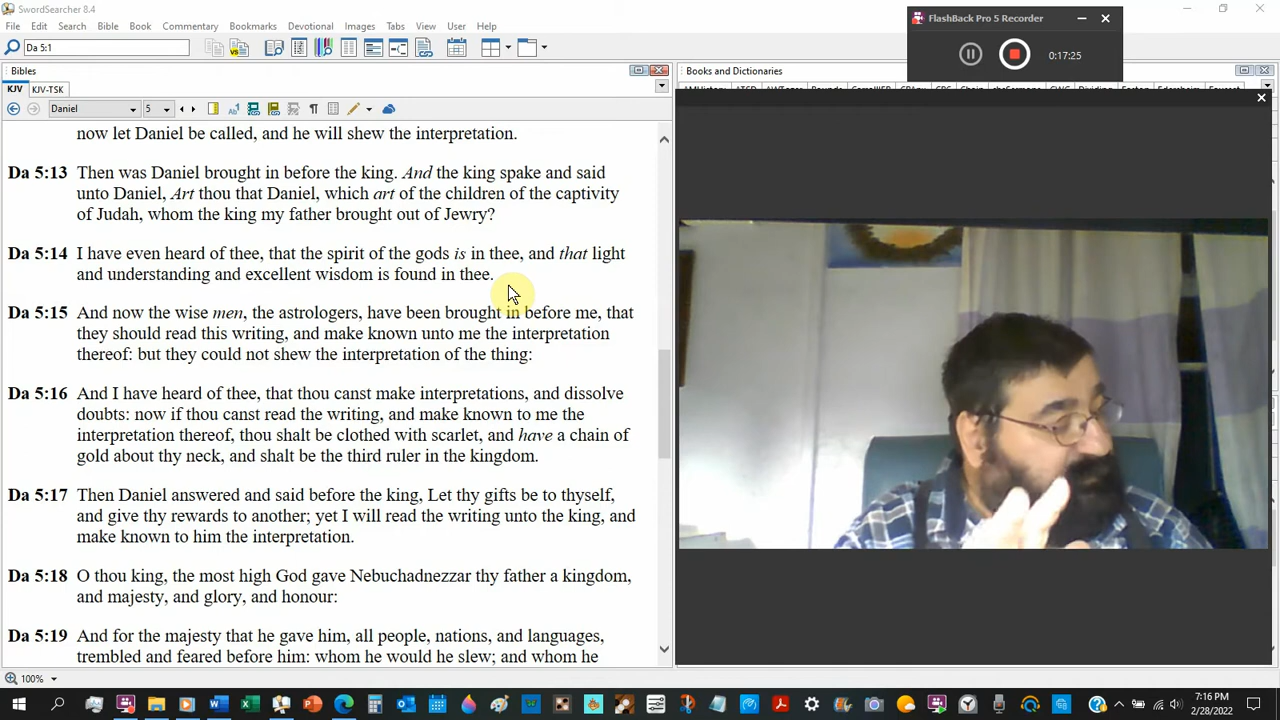 SwordSearcher 8.4
File Edit Search Bible Commentary Bookmarks Devotional Images Tabs View User Help
Da 5:1
Bibles
KJV KJV-TSK
Daniel 5
now let Daniel be called, and he will shew the interpretation.
Da 5:13 Then was Daniel brought in before the king. And the king spake and said
unto Daniel, Art thou that Daniel, which art of the children of the captivity
of Judah, whom the king my father brought out of Jewry?
Da 5:14 I have even heard of thee, that the spirit of the gods is in thee, and that light
and understanding and excellent wisdom is found in thee.
Da 5:15 And now the wise men, the astrologers, have been brought in before me, that
they should read this writing, and make known unto me the interpretation
thereof: but they could not shew the interpretation of the thing:
Da 5:16 And I have heard of thee, that thou canst make interpretations, and dissolve
doubts: now if thou canst read the writing, and make known to me the
interpretation thereof, thou shalt be clothed with scarlet, and have a chain of
gold about thy neck, and shalt be the third ruler in the kingdom.
Da 5:17 Then Daniel answered and said before the king, Let thy gifts be to thyself,
and give thy rewards to another; yet I will read the writing unto the king, and
make known to him the interpretation.
Da 5:18 O thou king, the most high God gave Nebuchadnezzar thy father a kingdom,
and majesty, and glory, and honour:
Da 5:19 And for the majesty that he gave him, all people, nations, and languages,
trembled and feared before him: whom he would he slew; and whom he
100%
FlashBack Pro 5 Recorder
0:17:25
Books and Dictionaries
7:16 PM
2/28/2022